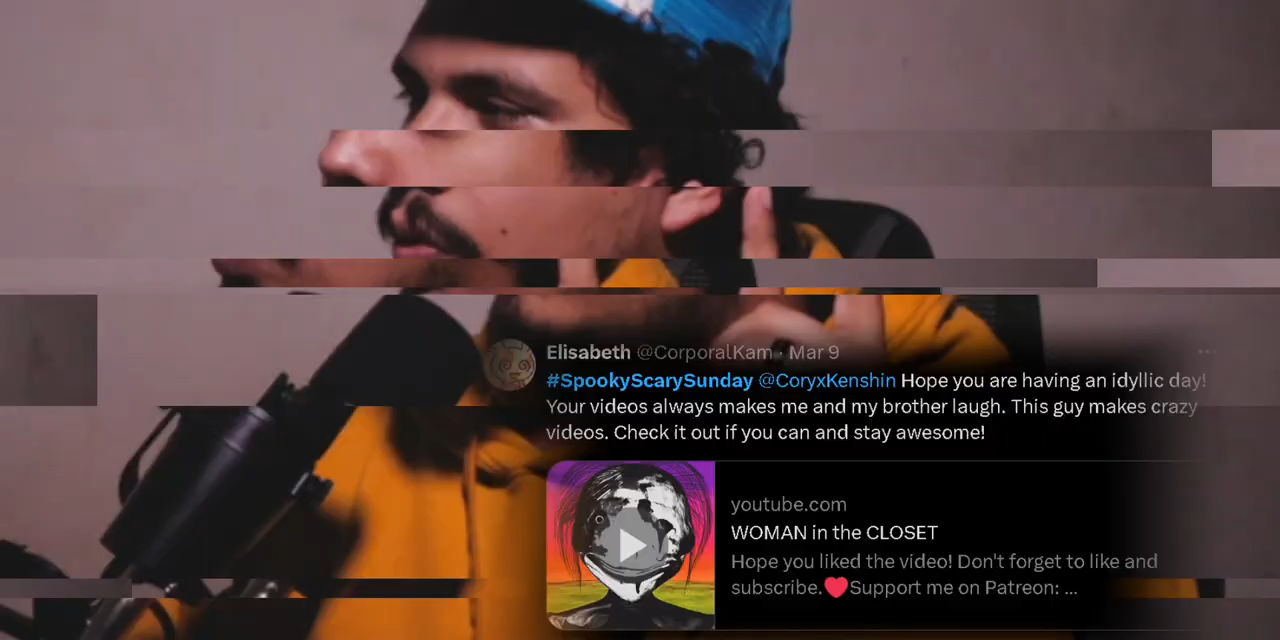 Elisabeth @CorporalKam · Mar 9
#SpookyScarySunday @CoryxKenshin Hope you are having an idyllic day!
Your videos always makes me and my brother laugh. This guy makes crazy
videos. Check it out if you can and stay awesome!
youtube.com
WOMAN in the CLOSET
Hope you liked the video! Don't forget to like and
subscribe.❤️Support me on Patreon: ...